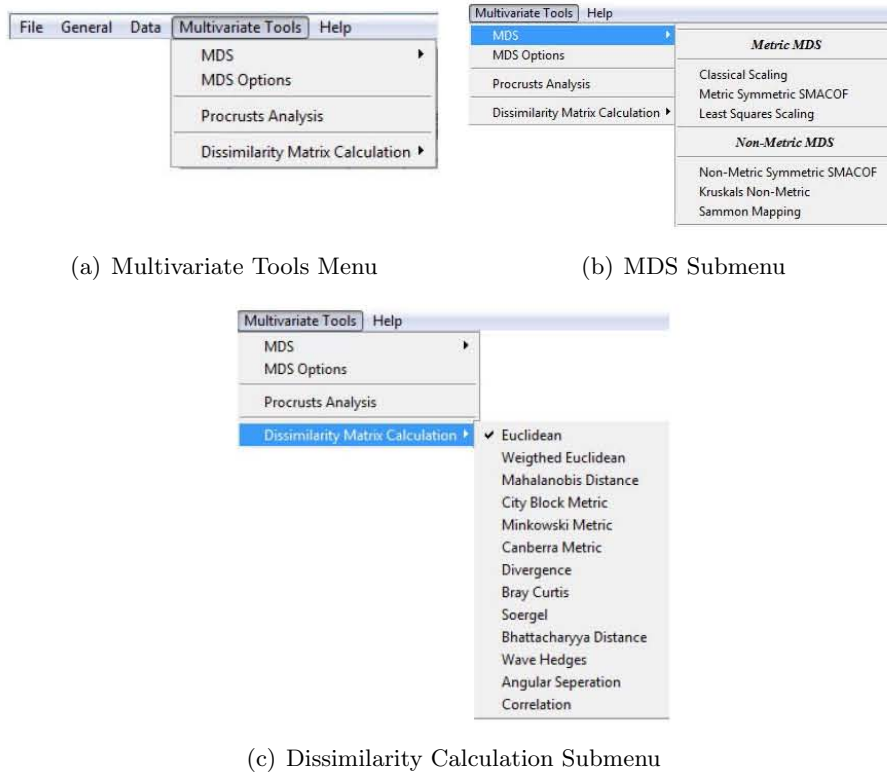 File General Data Multivariate Tools Help
MDS
MDS Options
Procrusts Analysis
Dissimilarity Matrix Calculation
(a) Multivariate Tools Menu
Multivariate Tools Help
MDS
MDS Options
Procrusts Analysis
Dissimilarity Matrix Calculation
Metric MDS
Classical Scaling
Metric Symmetric SMACOF
Least Squares Scaling
Non-Metric MDS
Non-Metric Symmetric SMACOF
Kruskals Non-Metric
Sammon Mapping
(b) MDS Submenu
Multivariate Tools Help
MDS
MDS Options
Procrusts Analysis
Dissimilarity Matrix Calculation
Euclidean
Weigthed Euclidean
Mahalanobis Distance
City Block Metric
Minkowski Metric
Canberra Metric
Divergence
Bray Curtis
Soergel
Bhattacharyya Distance
Wave Hedges
Angular Seperation
Correlation
(c) Dissimilarity Calculation Submenu